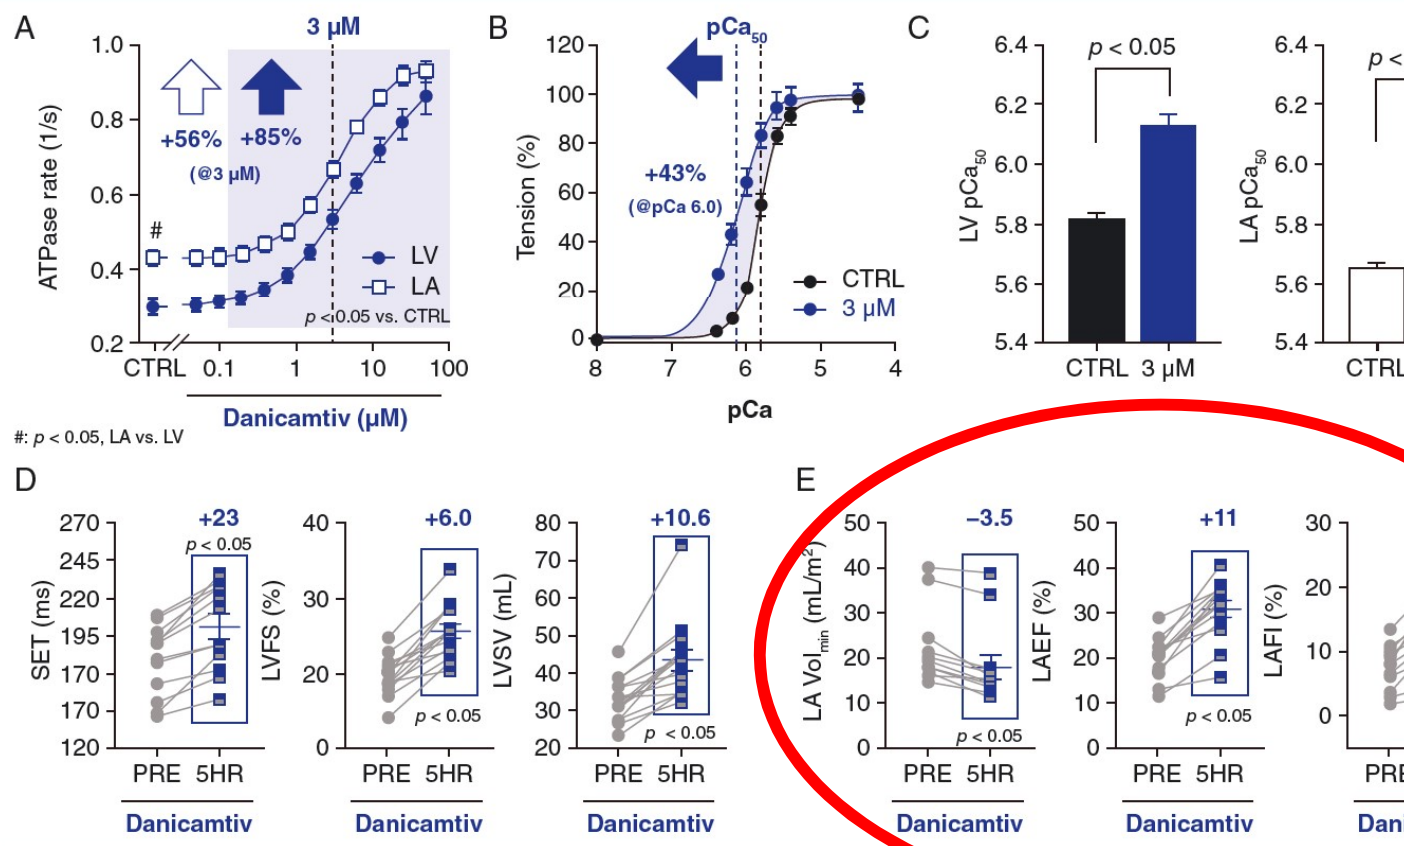 A
3 µM
1.0
0.8
0.6
0.4
0.2
ATPase rate (1/s)
+56%
+85%
(@3 µM)
#
LV
LA
p < 0.05 vs. CTRL
CTRL 0.1 1 10 100
Danicamtiv (µM)
#: p < 0.05, LA vs. LV
B
pCa50
120
100
80
60
40
20
0
Tension (%)
+43%
(@pCa 6.0)
CTRL
3 µM
8 7 6 5 4
pCa
C
6.4
6.2
6.0
5.8
5.6
5.4
LV pCa50
p < 0.05
CTRL 3 µM
6.4
6.2
6.0
5.8
5.6
5.4
LA pCa50
p <
CTRL
D
270
245
220
195
170
170
120
SET (ms)
+23
p < 0.05
PRE 5HR
Danicamtiv
40
30
20
0
LVFS (%)
+6.0
p < 0.05
PRE 5HR
Danicamtiv
80
70
60
50
40
30
20
LVSV (mL)
+10.6
p < 0.05
PRE 5HR
Danicamtiv
E
50
40
30
20
10
0
LA Volmin (mL/m2)
−3.5
p < 0.05
PRE 5HR
Danicamtiv
50
40
30
20
10
0
LAEF (%)
+11
p < 0.05
PRE 5HR
Danicamtiv
30
20
10
0
LAFI (%)
PRE
Dani